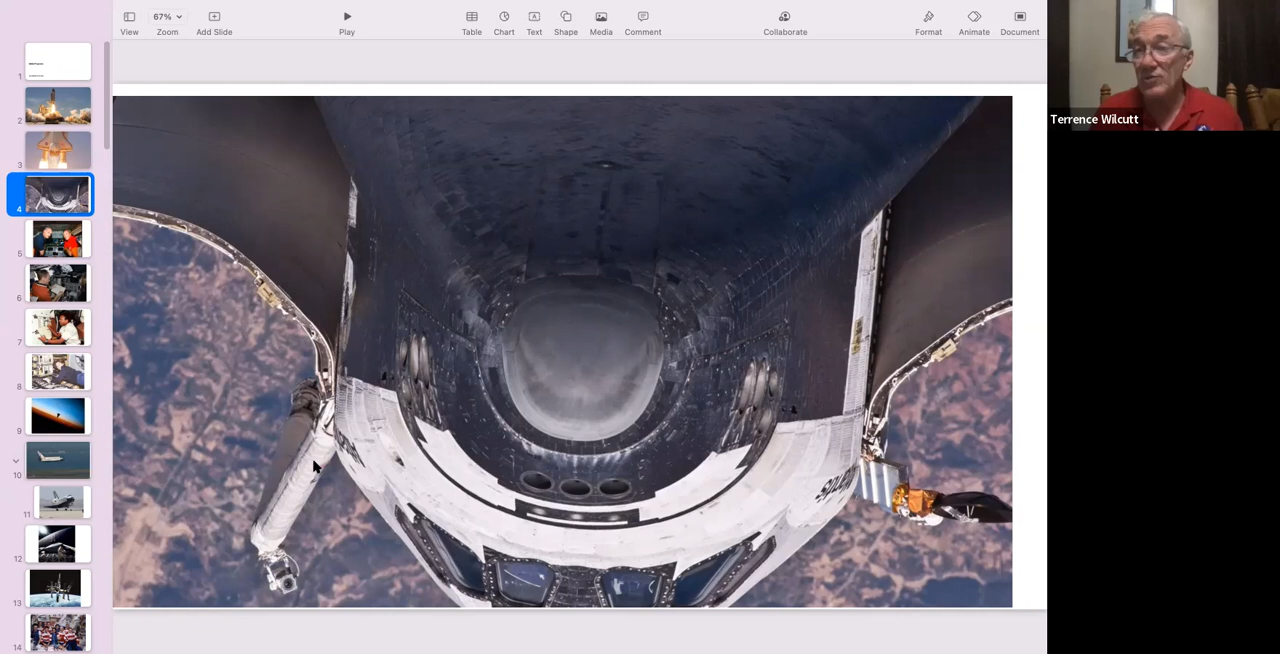 67%
View
Zoom
Add Slide
Play
Table
Chart
Text
Shape
Media
Comment
Collaborate
Format
Animate
Document
Terrence Wilcutt
1
2
3
4
5
6
7
8
9
10
11
12
13
14